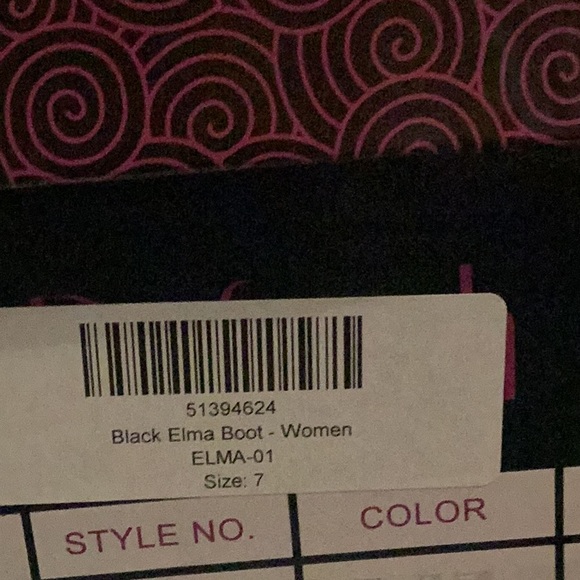 51394624
Black Elma Boot - Women
ELMA-01
Size: 7
STYLE NO.
COLOR